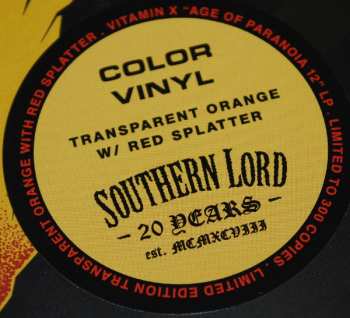 COLOR
VINYL
TRANSPARENT ORANGE
W/ RED SPLATTER
SOUTHERN LORD
- 20 YEARS -
est. MCMXCVIII
LIMITED EDITION TRANSPARENT ORANGE WITH RED SPLATTER . VITAMIN X "AGE OF PARANOIA 12" LP . LIMITED TO 300 COPIES .